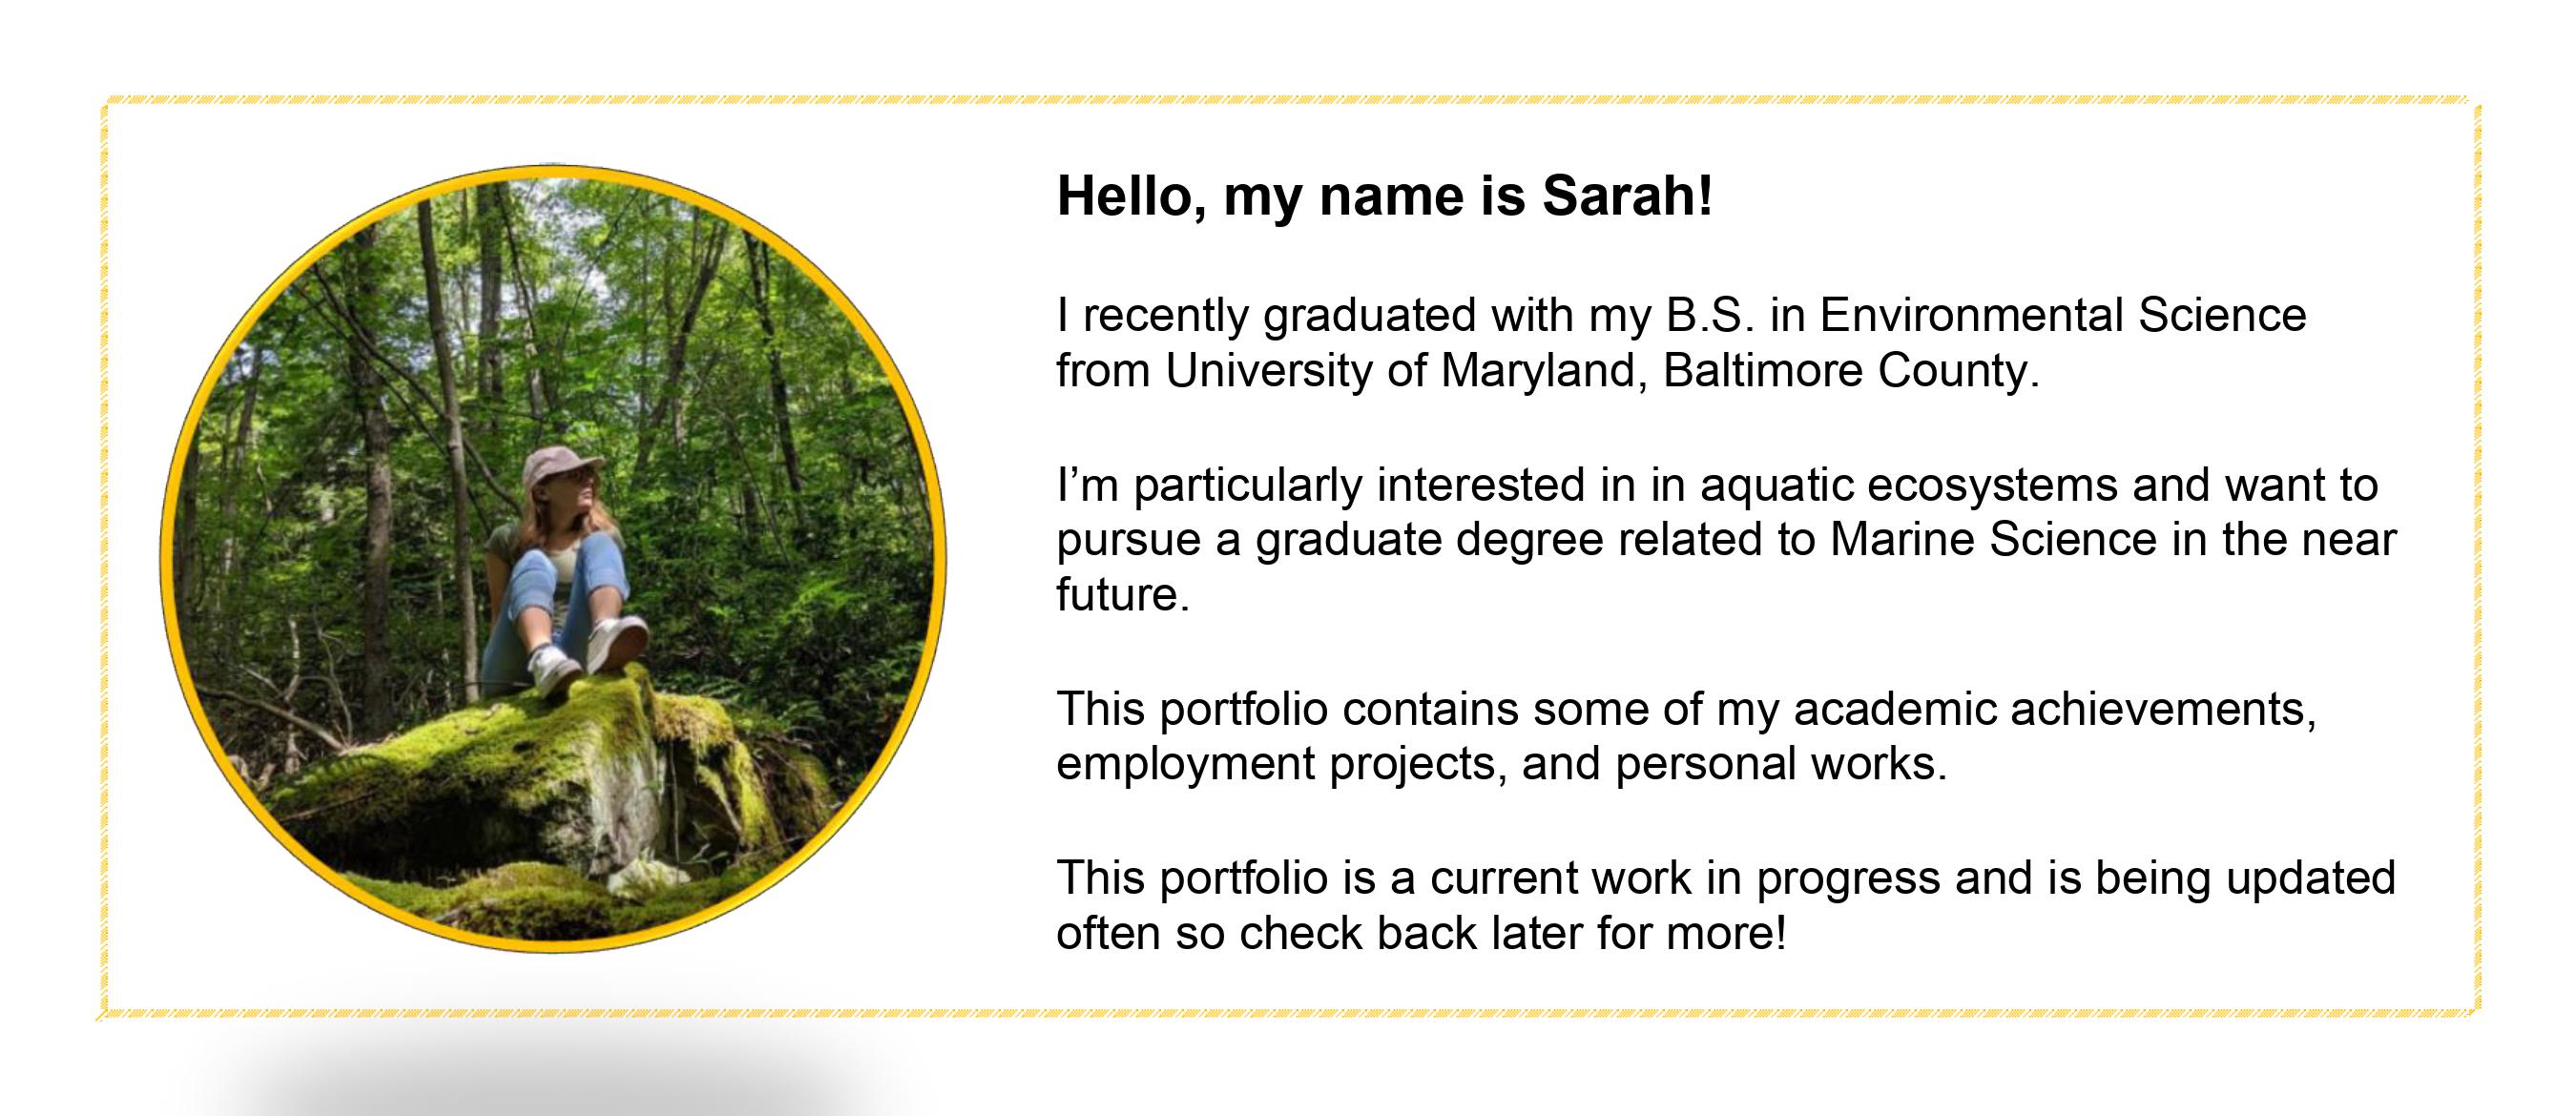 Hello, my name is Sarah!
I recently graduated with my B.S. in Environmental Science
from University of Maryland, Baltimore County.
I’m particularly interested in in aquatic ecosystems and want to
pursue a graduate degree related to Marine Science in the near
future.
This portfolio contains some of my academic achievements,
employment projects, and personal works.
This portfolio is a current work in progress and is being updated
often so check back later for more!